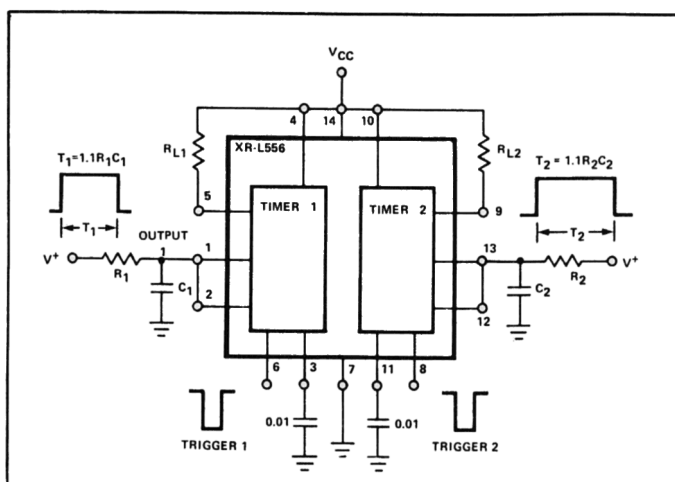 VCC
4
14
10
RL1
XR-L556
RL2
T1=1.1R1C1
T2 = 1.1R2C2
5
TIMER 1
TIMER 2
9
T1
T2
OUTPUT
1
1
13
V+
R1
C1
2
C2
R2
V+
12
6
3
7
11
8
0.01
0.01
TRIGGER 1
TRIGGER 2